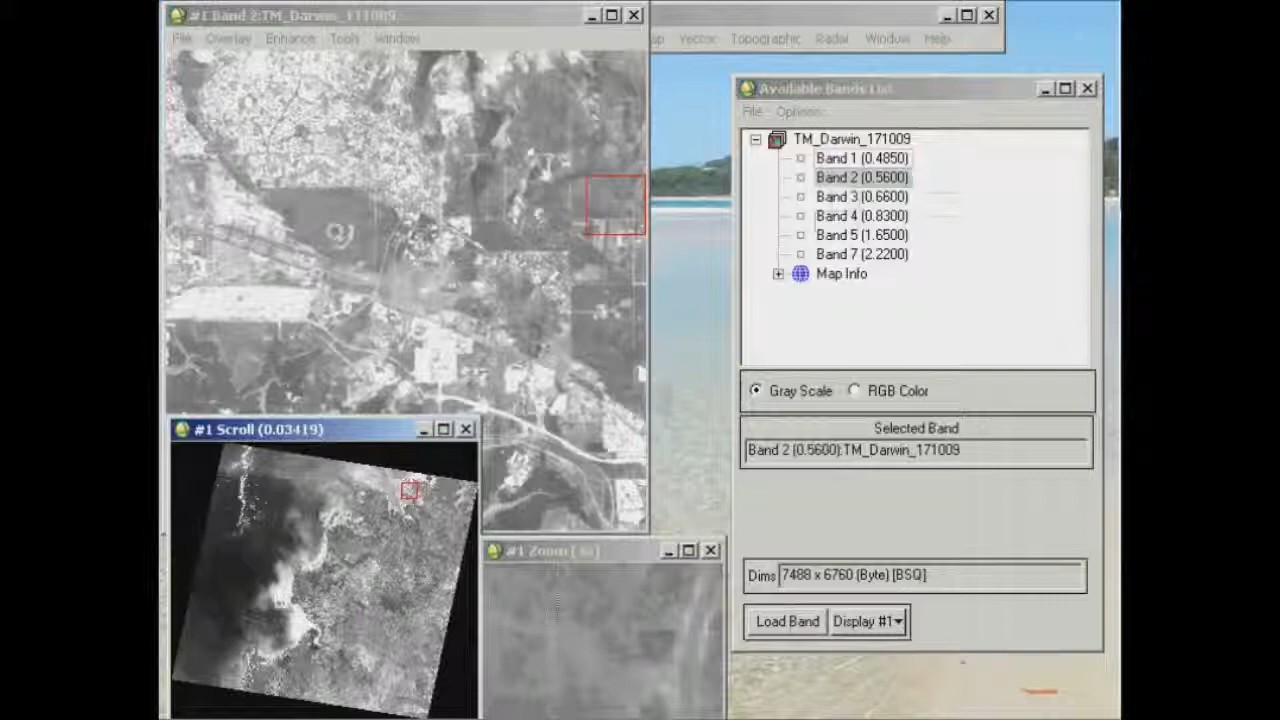 #1 Band 2:TM_Darwin_171009
File Overlay Enhance Tools Window
Vector Topographic Radar Window Help
Available Bands List
File Options
TM_Darwin_171009
Band 1 (0.4850)
Band 2 (0.5600)
Band 3 (0.6600)
Band 4 (0.8300)
Band 5 (1.6500)
Band 7 (2.2200)
Map Info
Gray Scale RGB Color
Selected Band
Band 2 (0.5600):TM_Darwin_171009
Dims 7488 x 6760 (Byte) [BSQ]
Load Band Display #1
#1 Scroll (0.03419)
#1 Zoom